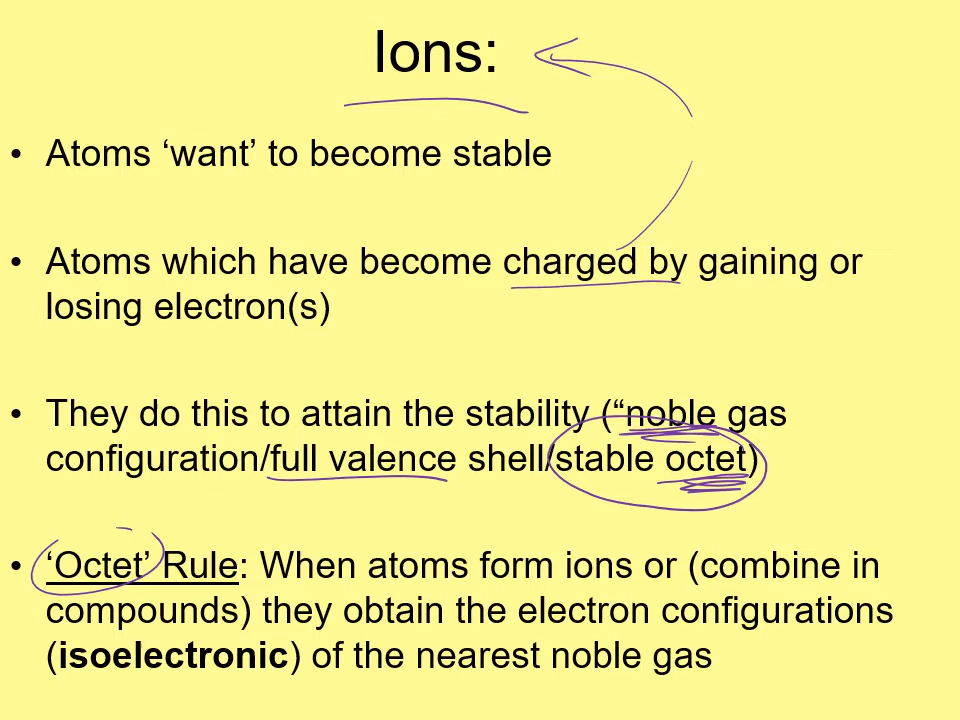 Ions:
• Atoms ‘want’ to become stable
• Atoms which have become charged by gaining or
losing electron(s)
• They do this to attain the stability (“noble gas
configuration/full valence shell/stable octet)
• ‘Octet’ Rule: When atoms form ions or (combine in
compounds) they obtain the electron configurations
(isoelectronic) of the nearest noble gas